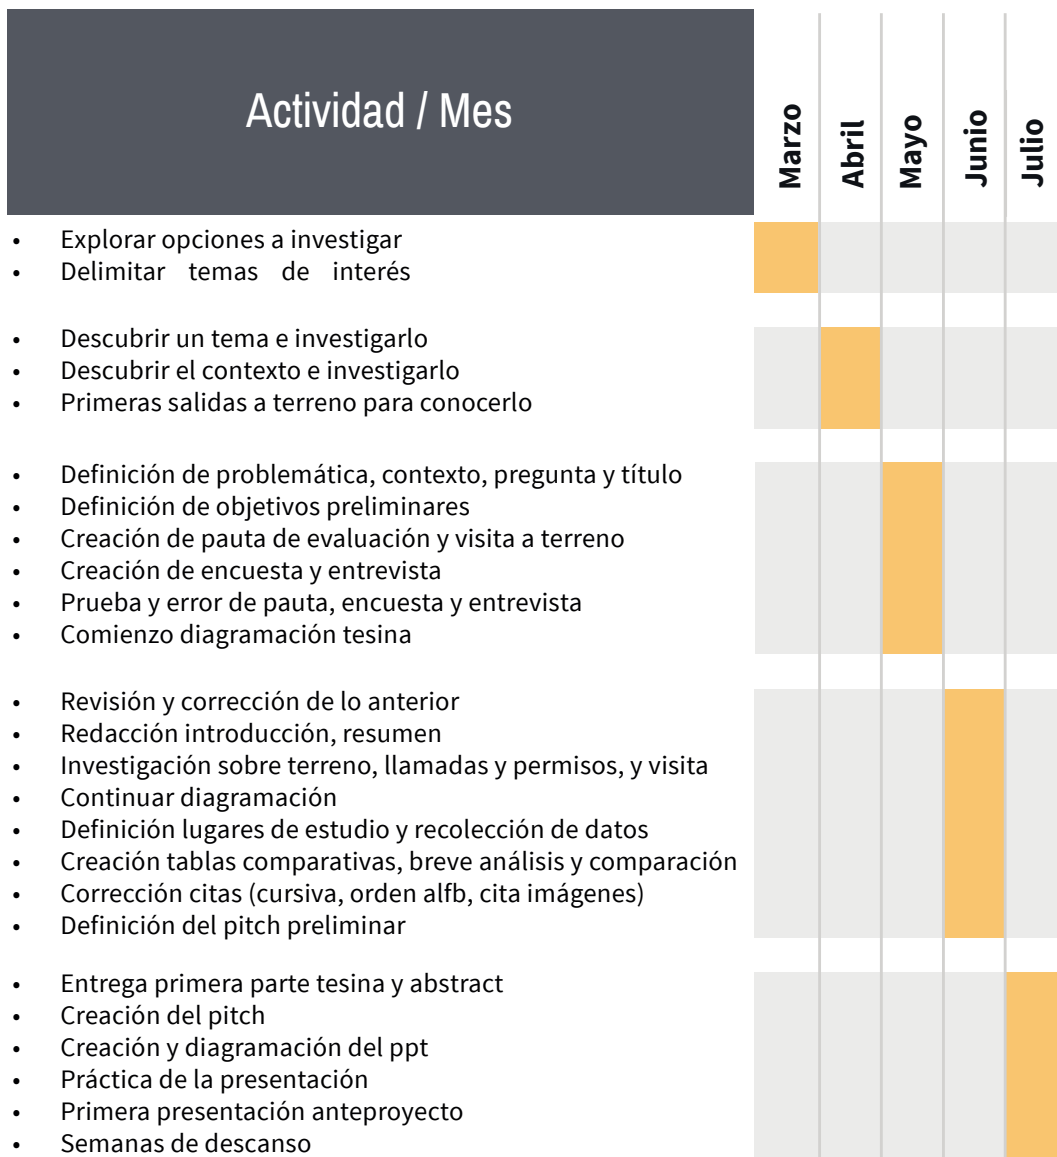 Actividad / Mes
Marzo
Abril
Mayo
Junio
Julio
• Explorar opciones a investigar
• Delimitar temas de interés
• Descubrir un tema e investigarlo
• Descubrir el contexto e investigarlo
• Primeras salidas a terreno para conocerlo
• Definición de problemática, contexto, pregunta y título
• Definición de objetivos preliminares
• Creación de pauta de evaluación y visita a terreno
• Creación de encuesta y entrevista
• Prueba y error de pauta, encuesta y entrevista
• Comienzo diagramación tesina
• Revisión y corrección de lo anterior
• Redacción introducción, resumen
• Investigación sobre terreno, llamadas y permisos, y visita
• Continuar diagramación
• Definición lugares de estudio y recolección de datos
• Creación tablas comparativas, breve análisis y comparación
• Corrección citas (cursiva, orden alfb, cita imágenes)
• Definición del pitch preliminar
• Entrega primera parte tesina y abstract
• Creación del pitch
• Creación y diagramación del ppt
• Práctica de la presentación
• Primera presentación anteproyecto
• Semanas de descanso